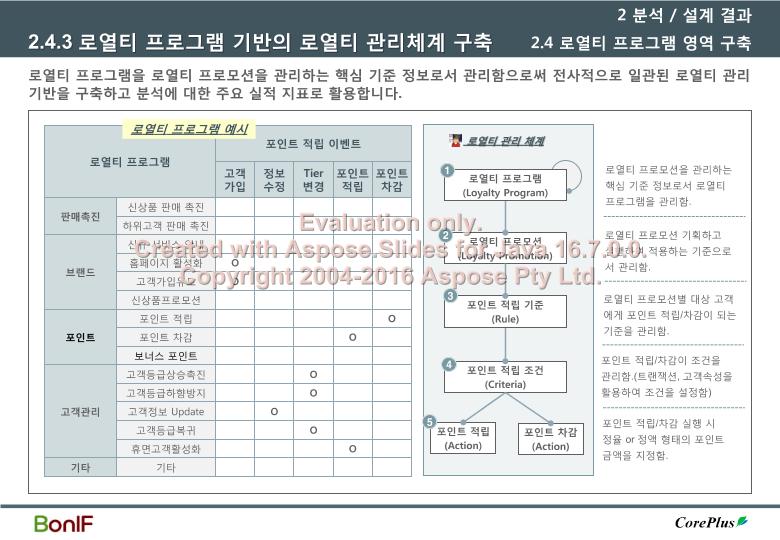 2 분석 / 설계 결과
2.4.3 로열티 프로그램 기반의 로열티 관리체계 구축
2.4 로열티 프로그램 영역 구축
로열티 프로그램을 로열티 프로모션을 관리하는 핵심 기준 정보로서 관리함으로써 전사적으로 일관된 로열티 관리
기반을 구축하고 분석에 대한 주요 실적 지표로 활용합니다.
로열티 프로그램 예시
로열티 프로그램
포인트 적립 이벤트
고객
가입
정보
수정
Tier
변경
포인트
적립
포인트
차감
판매촉진
신상품 판매 촉진
하위고객 판매 촉진
브랜드
신규 서비스 안내
홈페이지 활성화 O
고객가입유도 O
신상품프로모션
포인트
포인트 적립 O
포인트 차감 O
보너스 포인트
고객관리
고객등급상승촉진 O
고객등급하향방지 O
고객정보 Update O
고객등급복귀 O
휴면고객활성화 O
기타
기타
로열티 관리 체계
1
로열티 프로그램
(Loyalty Program)
2
로열티 프로모션
(Loyalty Promotion)
3
포인트 적립 기준
(Rule)
4
포인트 적립 조건
(Criteria)
5
포인트 적립
(Action)
포인트 차감
(Action)
로열티 프로모션을 관리하는
핵심 기준 정보로서 로열티
프로그램을 관리함.
로열티 프로모션 기획하고
적용하는 기준으로
서 관리함.
로열티 프로모션별 대상 고객
에게 포인트 적립/차감이 되는
기준을 관리함.
포인트 적립/차감이 조건을
관리함.(트랜잭션, 고객속성을
활용하여 조건을 설정함)
포인트 적립/차감 실행 시
정율 or 정액 형태의 포인트
금액을 지정함.
Evaluation only.
Created with Aspose.Slides for Java 16.7.0.0.
Copyright 2004-2016 Aspose Pty Ltd.
BonIF
CorePlus